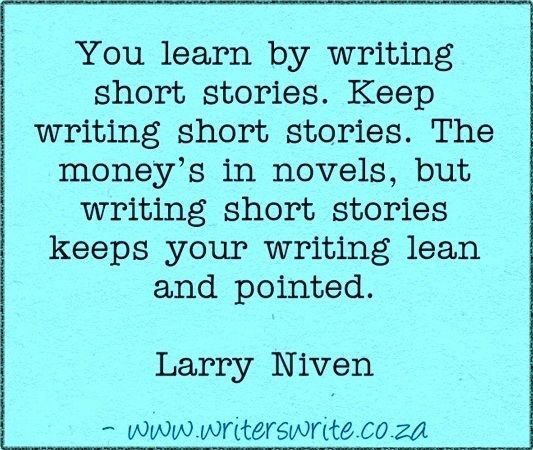 You learn by writing
short stories. Keep
writing short stories. The
money's in novels, but
writing short stories
keeps your writing lean
and pointed.
Larry Niven
- www.writerswrite.co.za